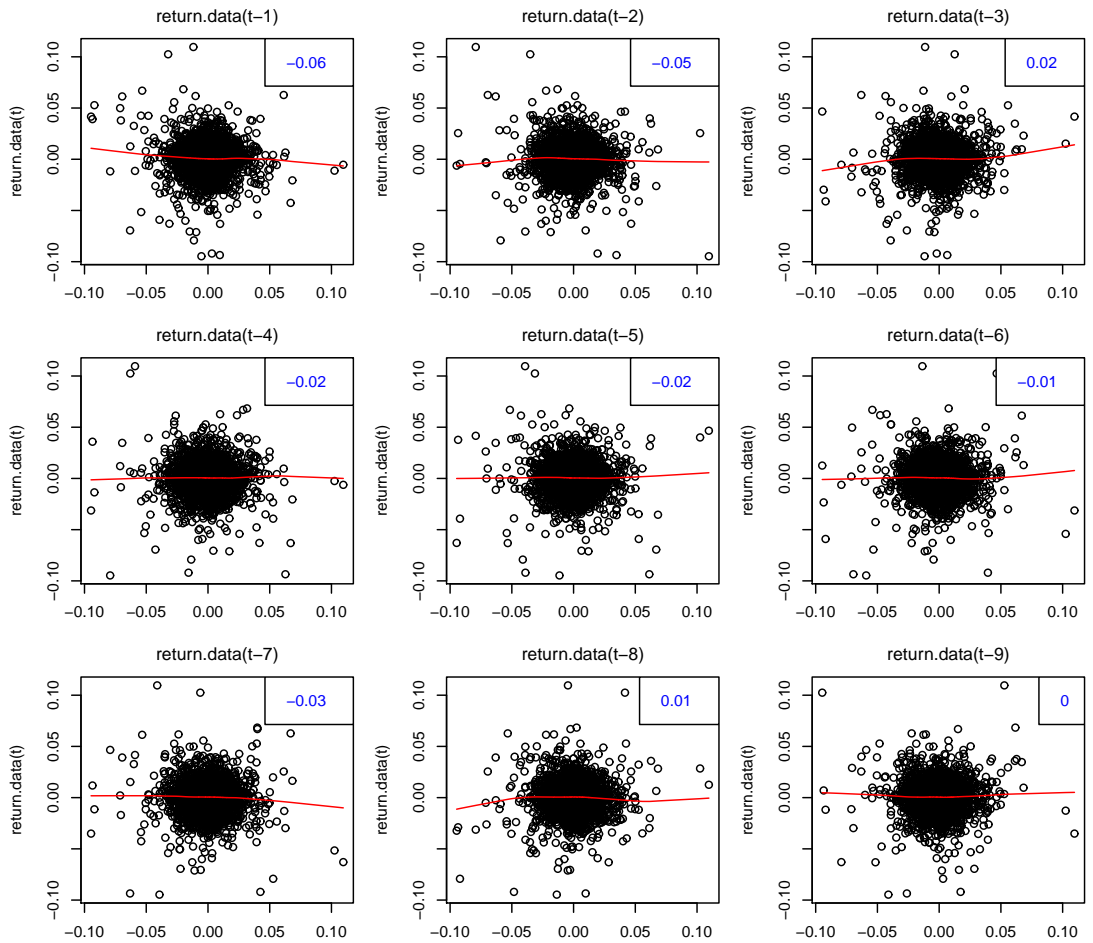 return.data(t−1) return.data(t−2) return.data(t−3)
−0.06 −0.05 0.02
return.data(t) return.data(t) return.data(t)
0.10 0.10 0.10
0.05 0.05 0.05
0.00 0.00 0.00
−0.10 −0.10 −0.10
−0.10 −0.05 0.00 0.05 0.10 −0.10 −0.05 0.00 0.05 0.10 −0.10 −0.05 0.00 0.05 0.10
return.data(t−4) return.data(t−5) return.data(t−6)
−0.02 −0.02 −0.01
return.data(t) return.data(t) return.data(t)
0.10 0.10 0.10
0.05 0.05 0.05
0.00 0.00 0.00
−0.10 −0.10 −0.10
−0.10 −0.05 0.00 0.05 0.10 −0.10 −0.05 0.00 0.05 0.10 −0.10 −0.05 0.00 0.05 0.10
return.data(t−7) return.data(t−8) return.data(t−9)
−0.03 0.01 0
return.data(t) return.data(t) return.data(t)
0.10 0.10 0.10
0.05 0.05 0.05
0.00 0.00 0.00
−0.10 −0.10 −0.10
−0.10 −0.05 0.00 0.05 0.10 −0.10 −0.05 0.00 0.05 0.10 −0.10 −0.05 0.00 0.05 0.10